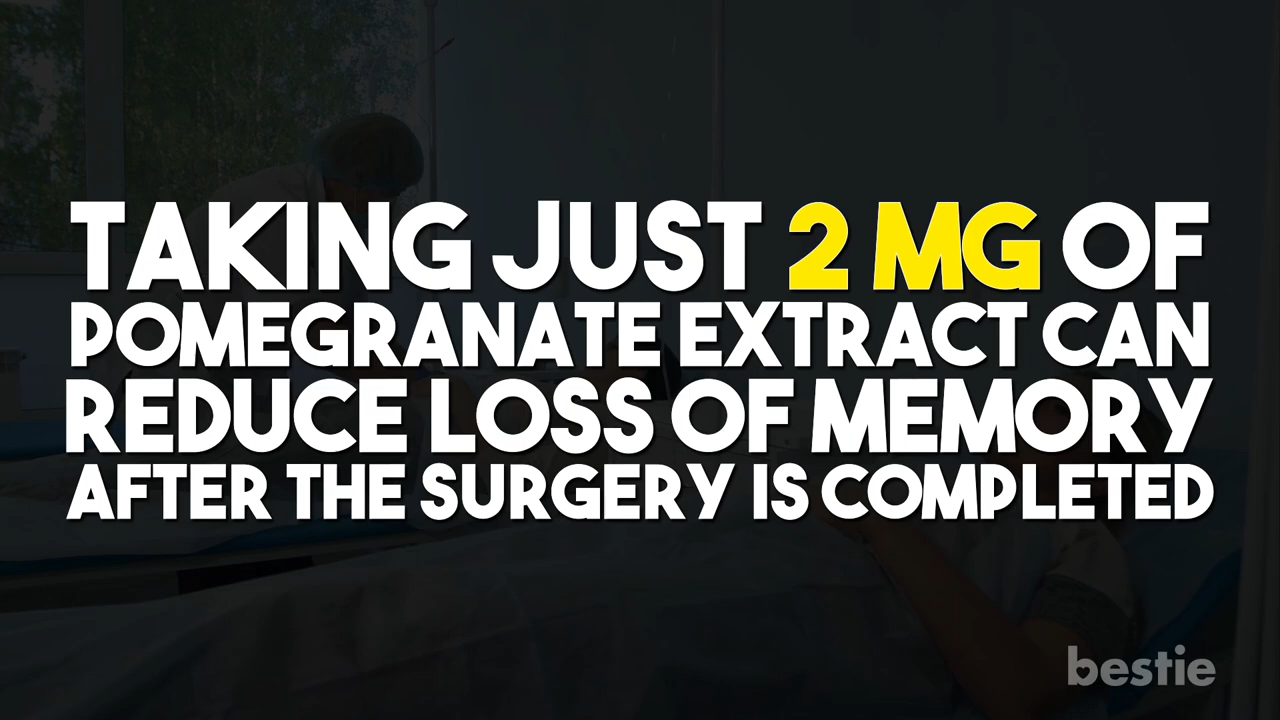 TAKING JUST 2 MG OF
POMEGRANATE EXTRACT CAN
REDUCE LOSS OF MEMORY
AFTER THE SURGERY IS COMPLETED
bestie